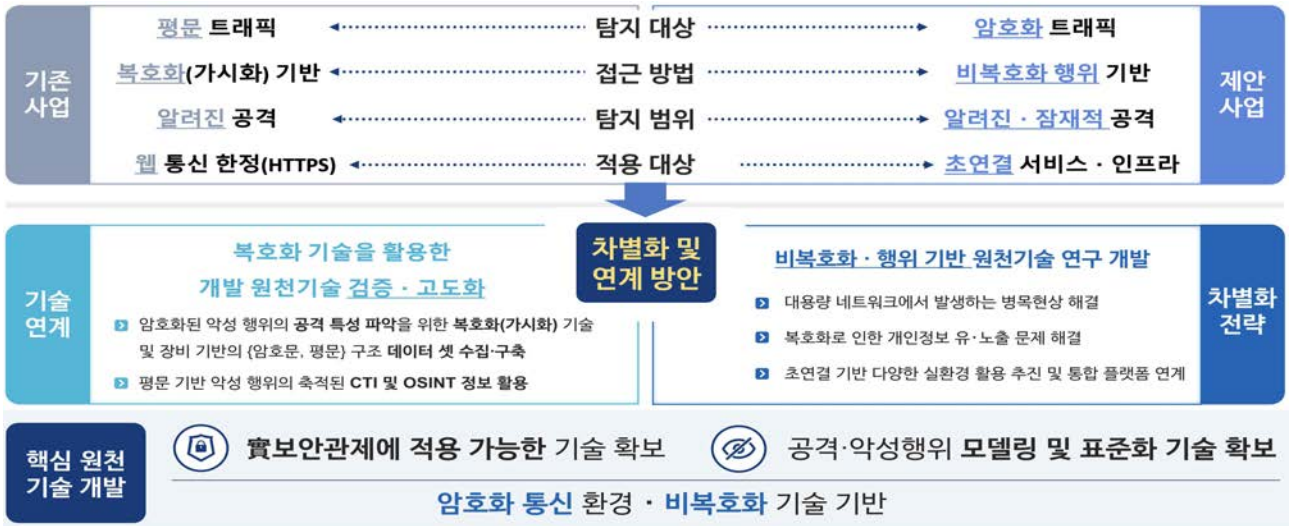 기존
사업
평문 트래픽
탐지 대상
암호화 트래픽
복호화(가시화) 기반
접근 방법
비복호화 행위 기반
알려진 공격
탐지 범위
알려진 · 잠재적 공격
웹 통신 한정(HTTPS)
적용 대상
초연결 서비스 · 인프라
제안
사업
차별화 및
연계 방안
기술
연계
복호화 기술을 활용한
개발 원천기술 검증 · 고도화
암호화된 악성 행위의 공격 특성 파악을 위한 복호화(가시화) 기술
및 장비 기반의 {암호문, 평문} 구조 데이터 셋 수집·구축
평문 기반 악성 행위의 축적된 CTI 및 OSINT 정보 활용
비복호화 · 행위 기반 원천기술 연구 개발
대용량 네트워크에서 발생하는 병목현상 해결
복호화로 인한 개인정보 유·노출 문제 해결
초연결 기반 다양한 실환경 활용 추진 및 통합 플랫폼 연계
차별화
전략
핵심 원천
기술 개발
實보안관제에 적용 가능한 기술 확보
공격·악성행위 모델링 및 표준화 기술 확보
암호화 통신 환경 · 비복호화 기술 기반